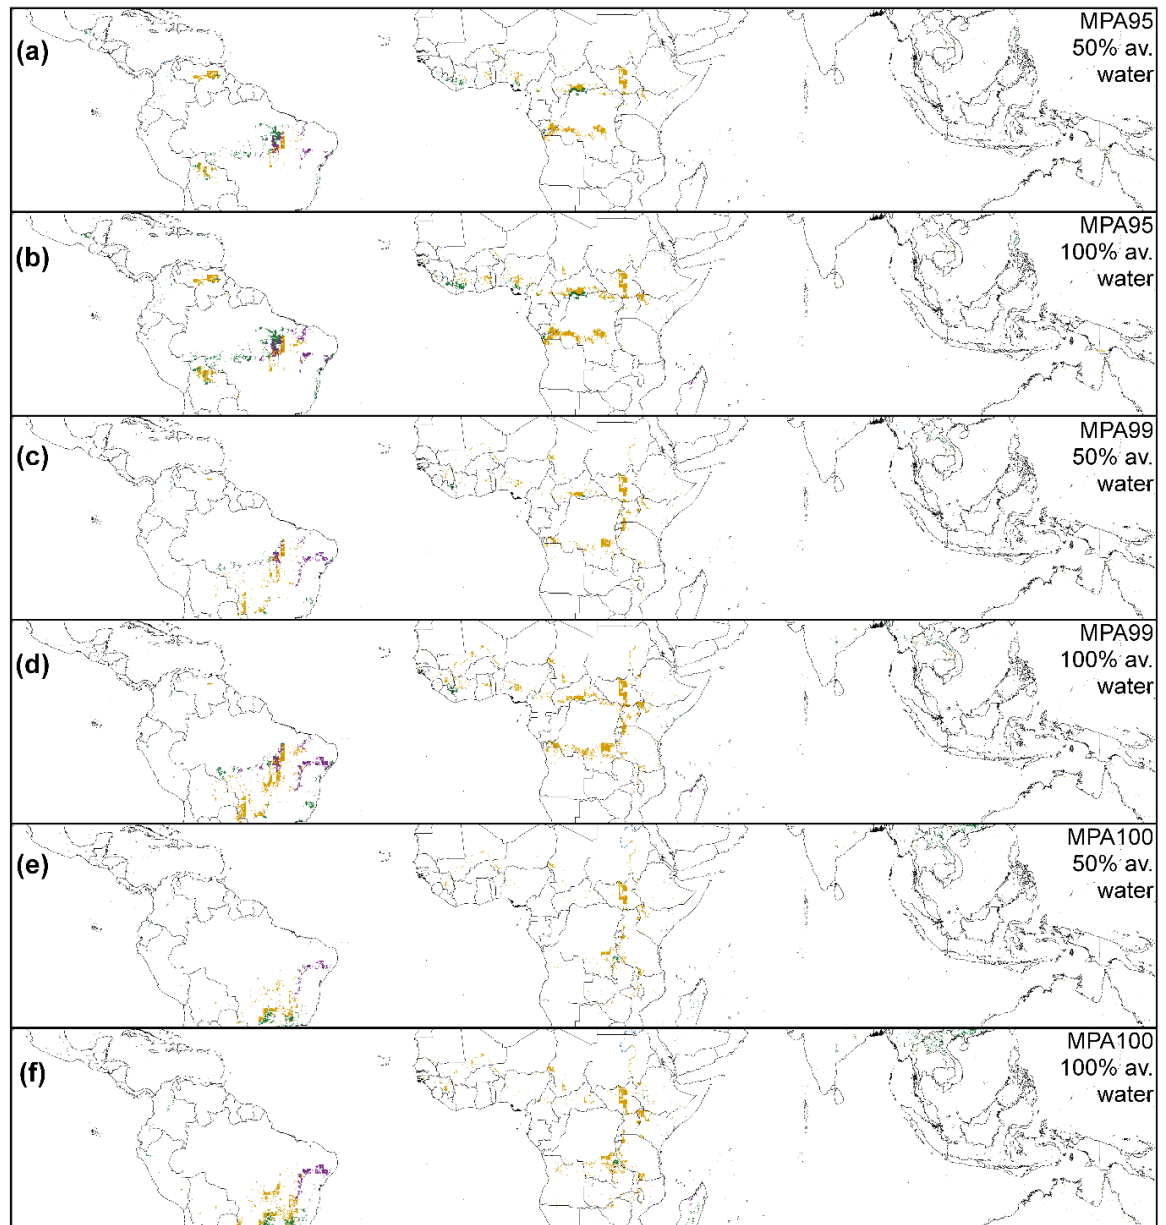 (a)
MPA95
50% av.
water
(b)
MPA95
100% av.
water
(c)
MPA99
50% av.
water
(d)
MPA99
100% av.
water
(e)
MPA100
50% av.
water
(f)
MPA100
100% av.
water